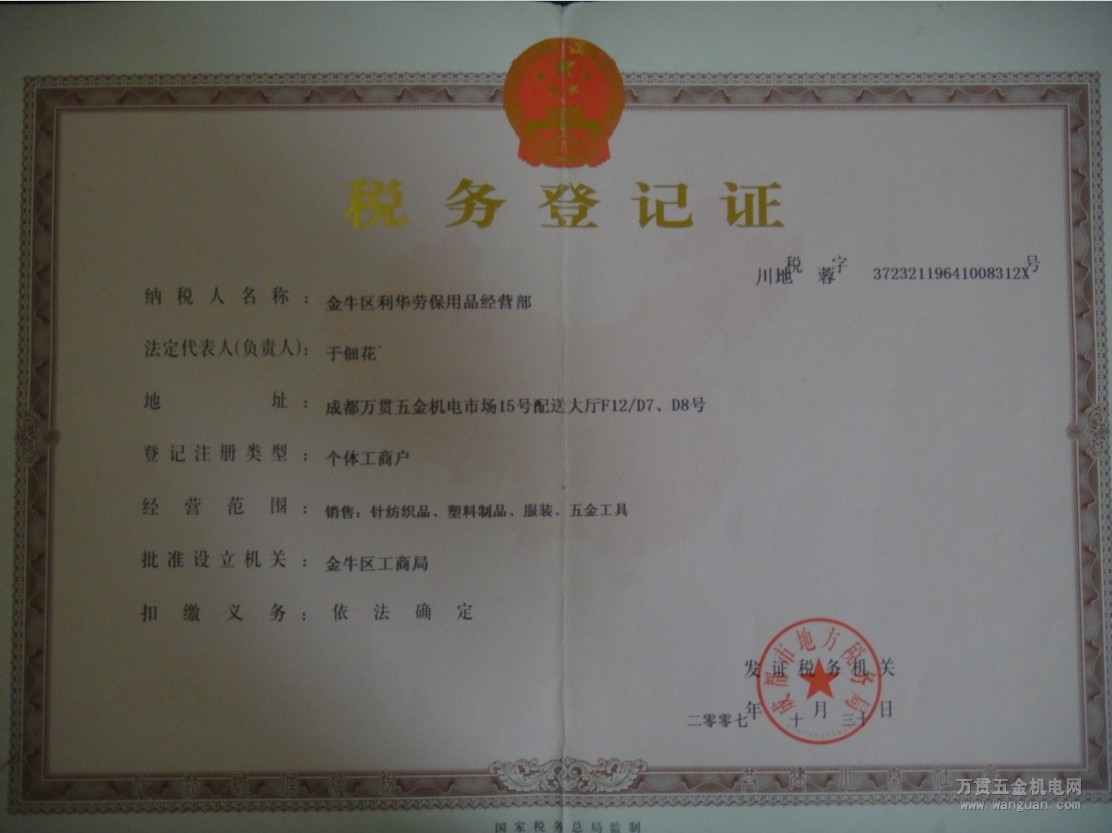 税务登记证
川地税蓉字 37232119641008312X号
纳税人名称：金牛区利华劳保用品经营部
法定代表人(负责人)：于佃花
地址：成都万贯五金机电市场15号配送大厅F12/D7、D8号
登记注册类型：个体工商户
经营范围：销售：针纺织品、塑料制品、服装、五金工具
批准设立机关：金牛区工商局
扣缴义务：依法确定
成都市地方税务局
发证税务机关
二零零七年十月三十日
万贯五金机电网
www.wanguan.com
国家税务总局监制